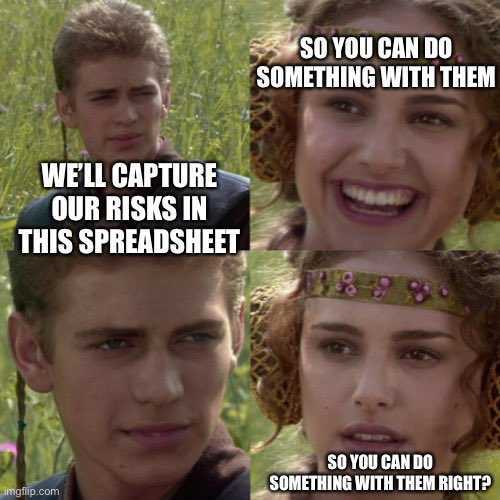 WE'LL CAPTURE
OUR RISKS IN
THIS SPREADSHEET
SO YOU CAN DO
SOMETHING WITH THEM
SO YOU CAN DO
SOMETHING WITH THEM RIGHT?
imgflip.com